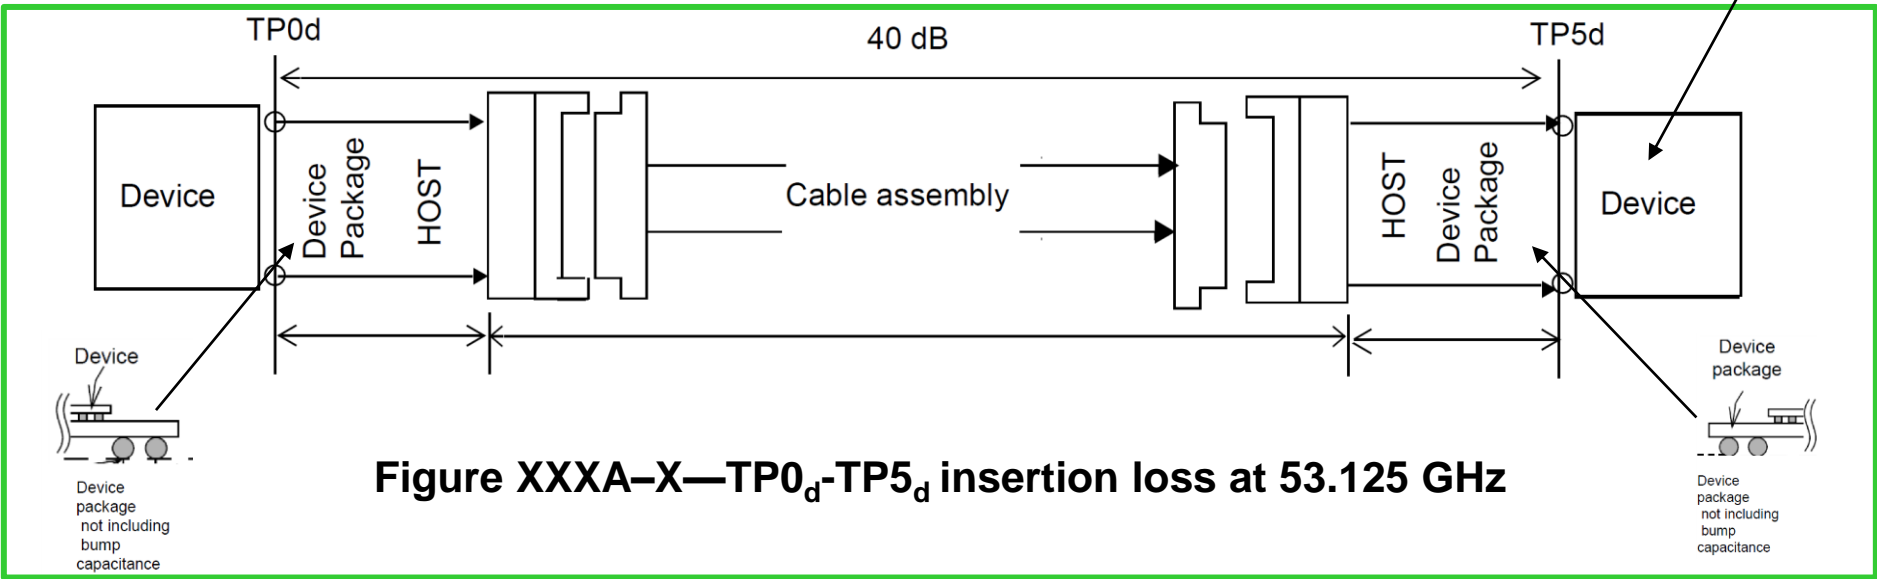 TP0d
40 dB
TP5d
Device
Device
Package
HOST
Cable assembly
HOST
Device
Package
Device
Device
Device
package
Figure XXXA–X—TP0d-TP5d insertion loss at 53.125 GHz
Device
package
not including
bump
capacitance
Device
package
not including
bump
capacitance